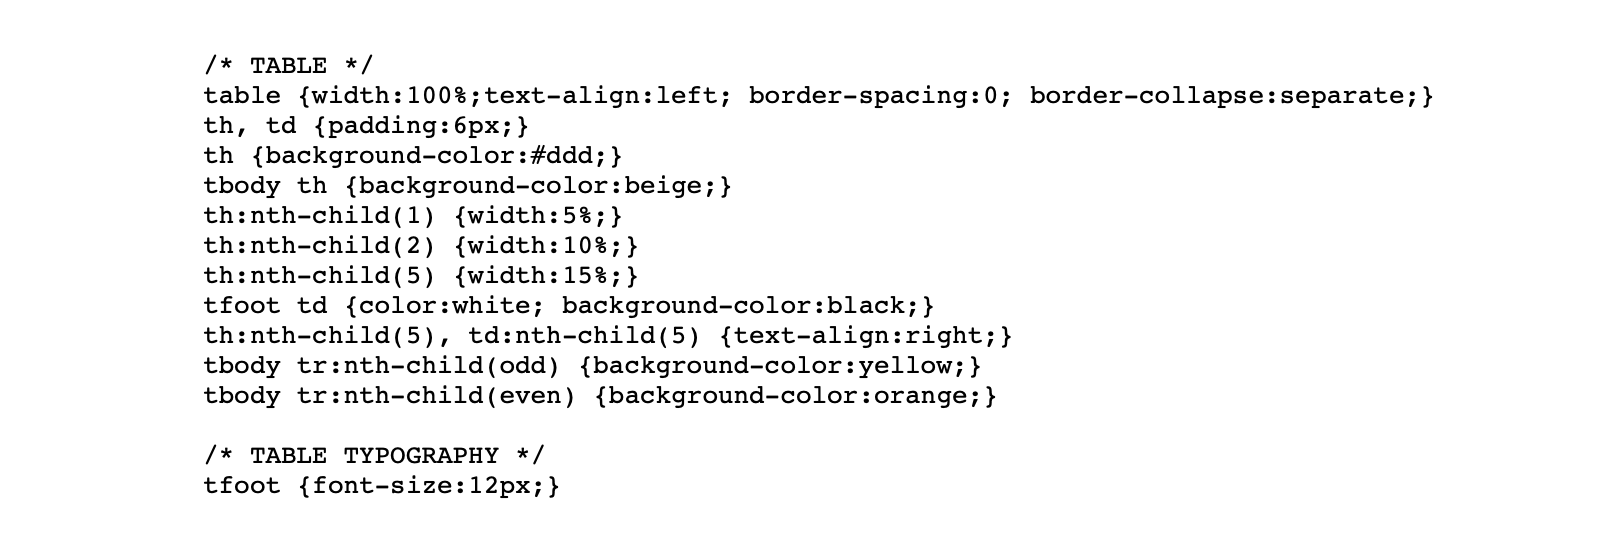 /* TABLE */
table {width:100%;text-align:left; border-spacing:0; border-collapse:separate;}
th, td {padding:6px;}
th {background-color:#ddd;}
tbody th {background-color:beige;}
th:nth-child(1) {width:5%;}
th:nth-child(2) {width:10%;}
th:nth-child(5) {width:15%;}
tfoot td {color:white; background-color:black;}
th:nth-child(5), td:nth-child(5) {text-align:right;}
tbody tr:nth-child(odd) {background-color:yellow;}
tbody tr:nth-child(even) {background-color:orange;}

/* TABLE TYPOGRAPHY */
tfoot {font-size:12px;}